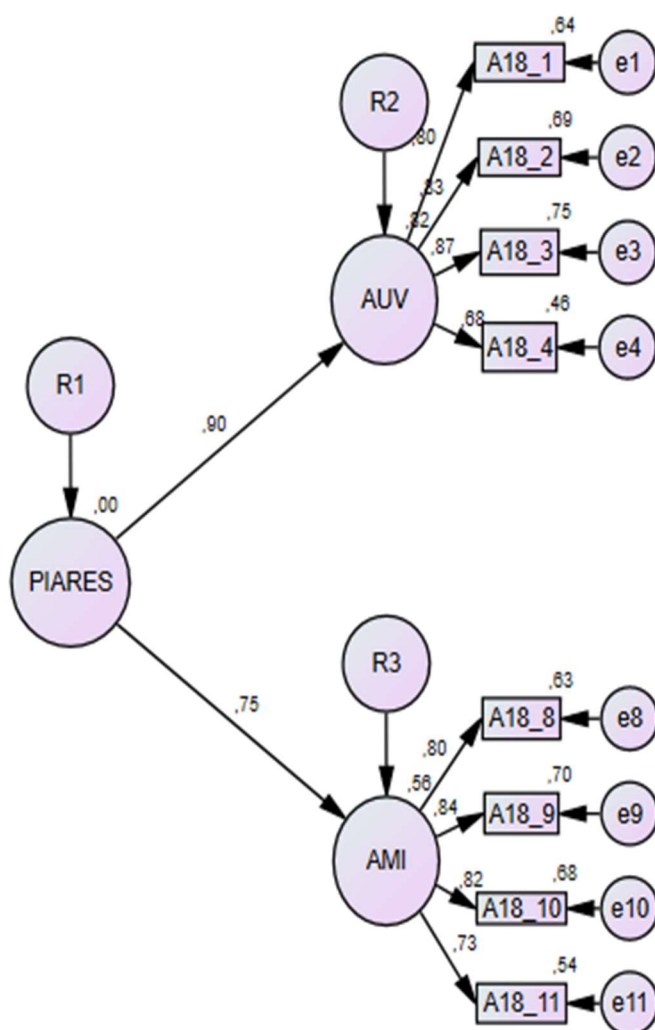 ,64
A18_1
e1
R2
,80
,69
A18_2
e2
,83
,82
,75
A18_3
e3
,87
AUV
,46
,68
A18_4
e4
R1
,90
,00
PIARES
R3
,75
,63
A18_8
e8
,80
,56
,70
A18_9
e9
,84
AMI
,68
,82
A18_10
e10
,73
,54
A18_11
e11